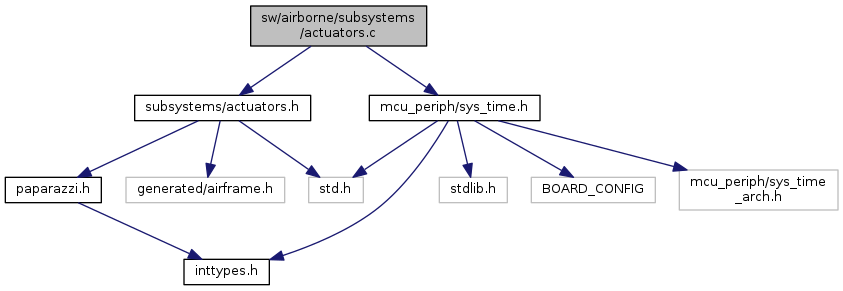 sw/airborne/subsystems
/actuators.c
subsystems/actuators.h
mcu_periph/sys_time.h
paparazzi.h
generated/airframe.h
std.h
stdlib.h
BOARD_CONFIG
mcu_periph/sys_time
_arch.h
inttypes.h